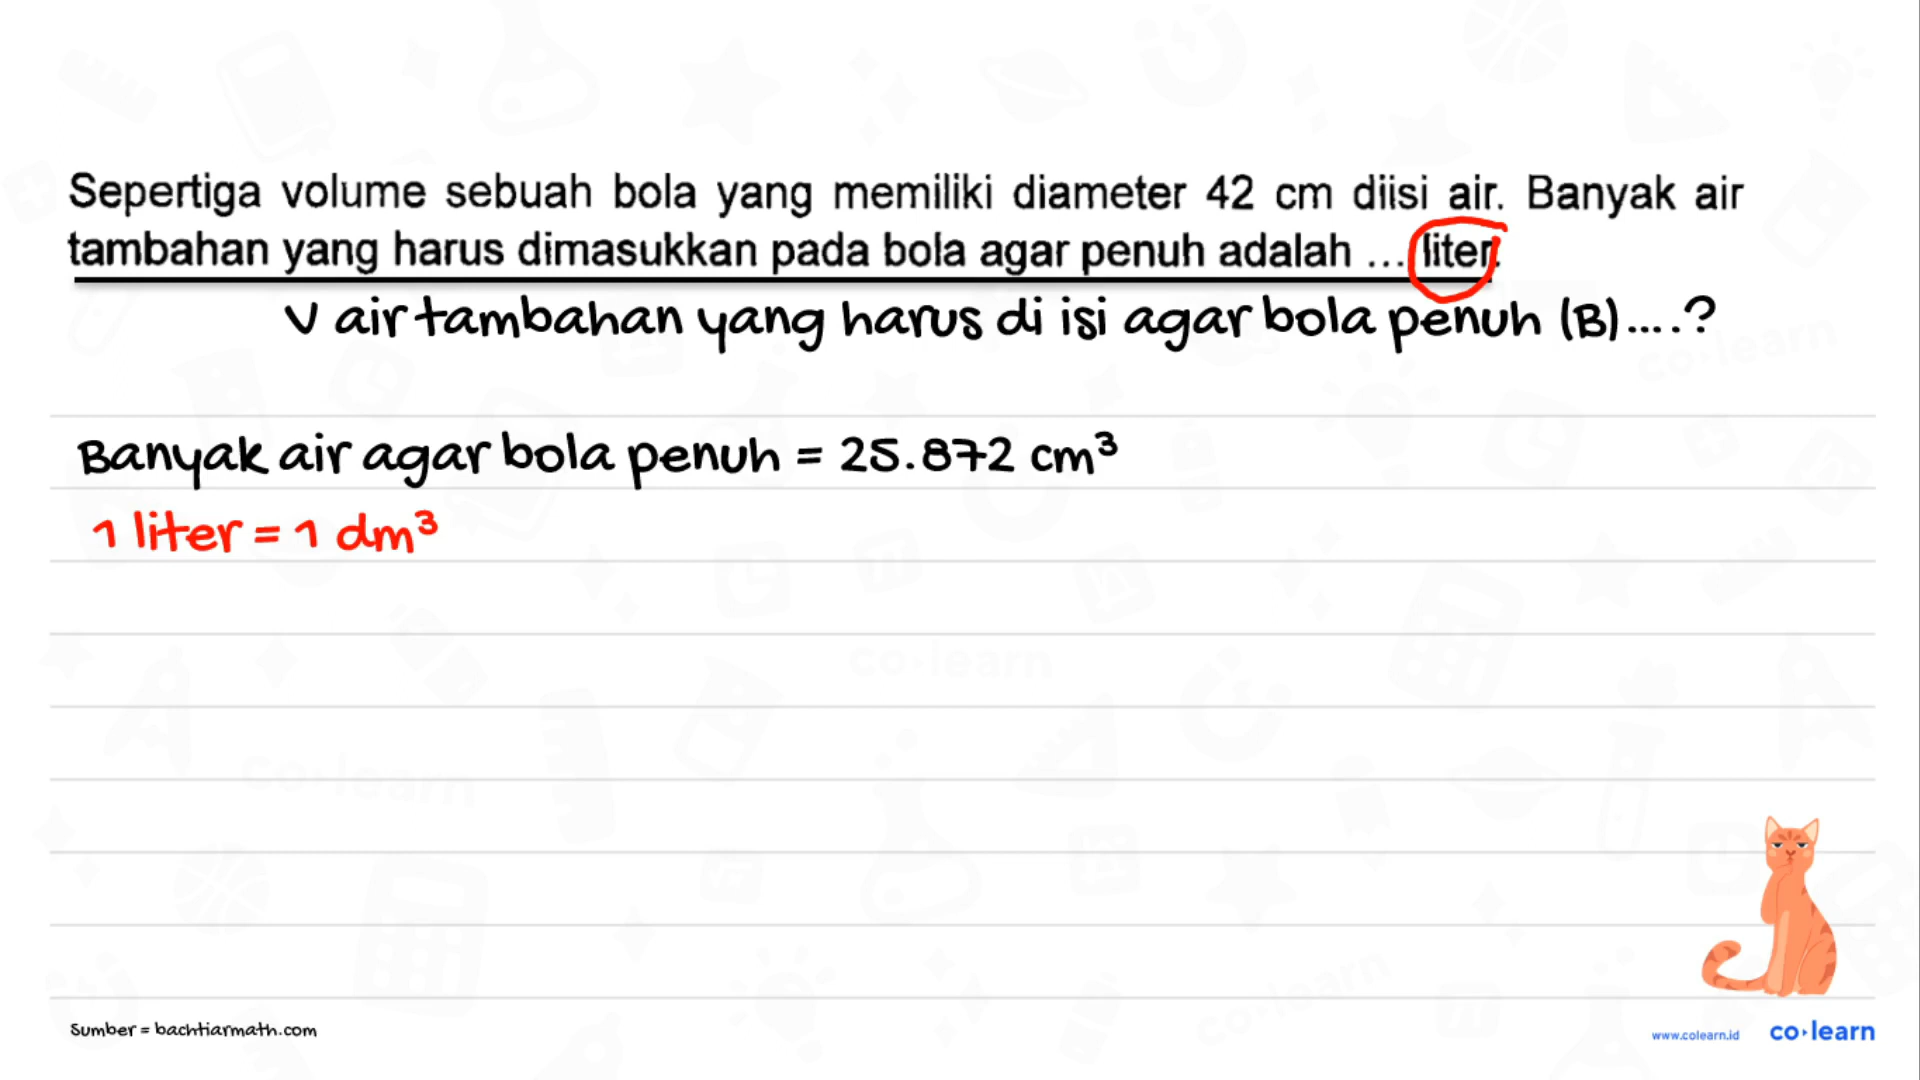 Sepertiga volume sebuah bola yang memiliki diameter 42 cm diisi air. Banyak air
tambahan yang harus dimasukkan pada bola agar penuh adalah ... liter.
V air tambahan yang harus di isi agar bola penuh (B)....?
Banyak air agar bola penuh = 25.872 cm³
1 liter = 1 dm³
Sumber = bachtiarmath.com
www.colearn.id
co·learn